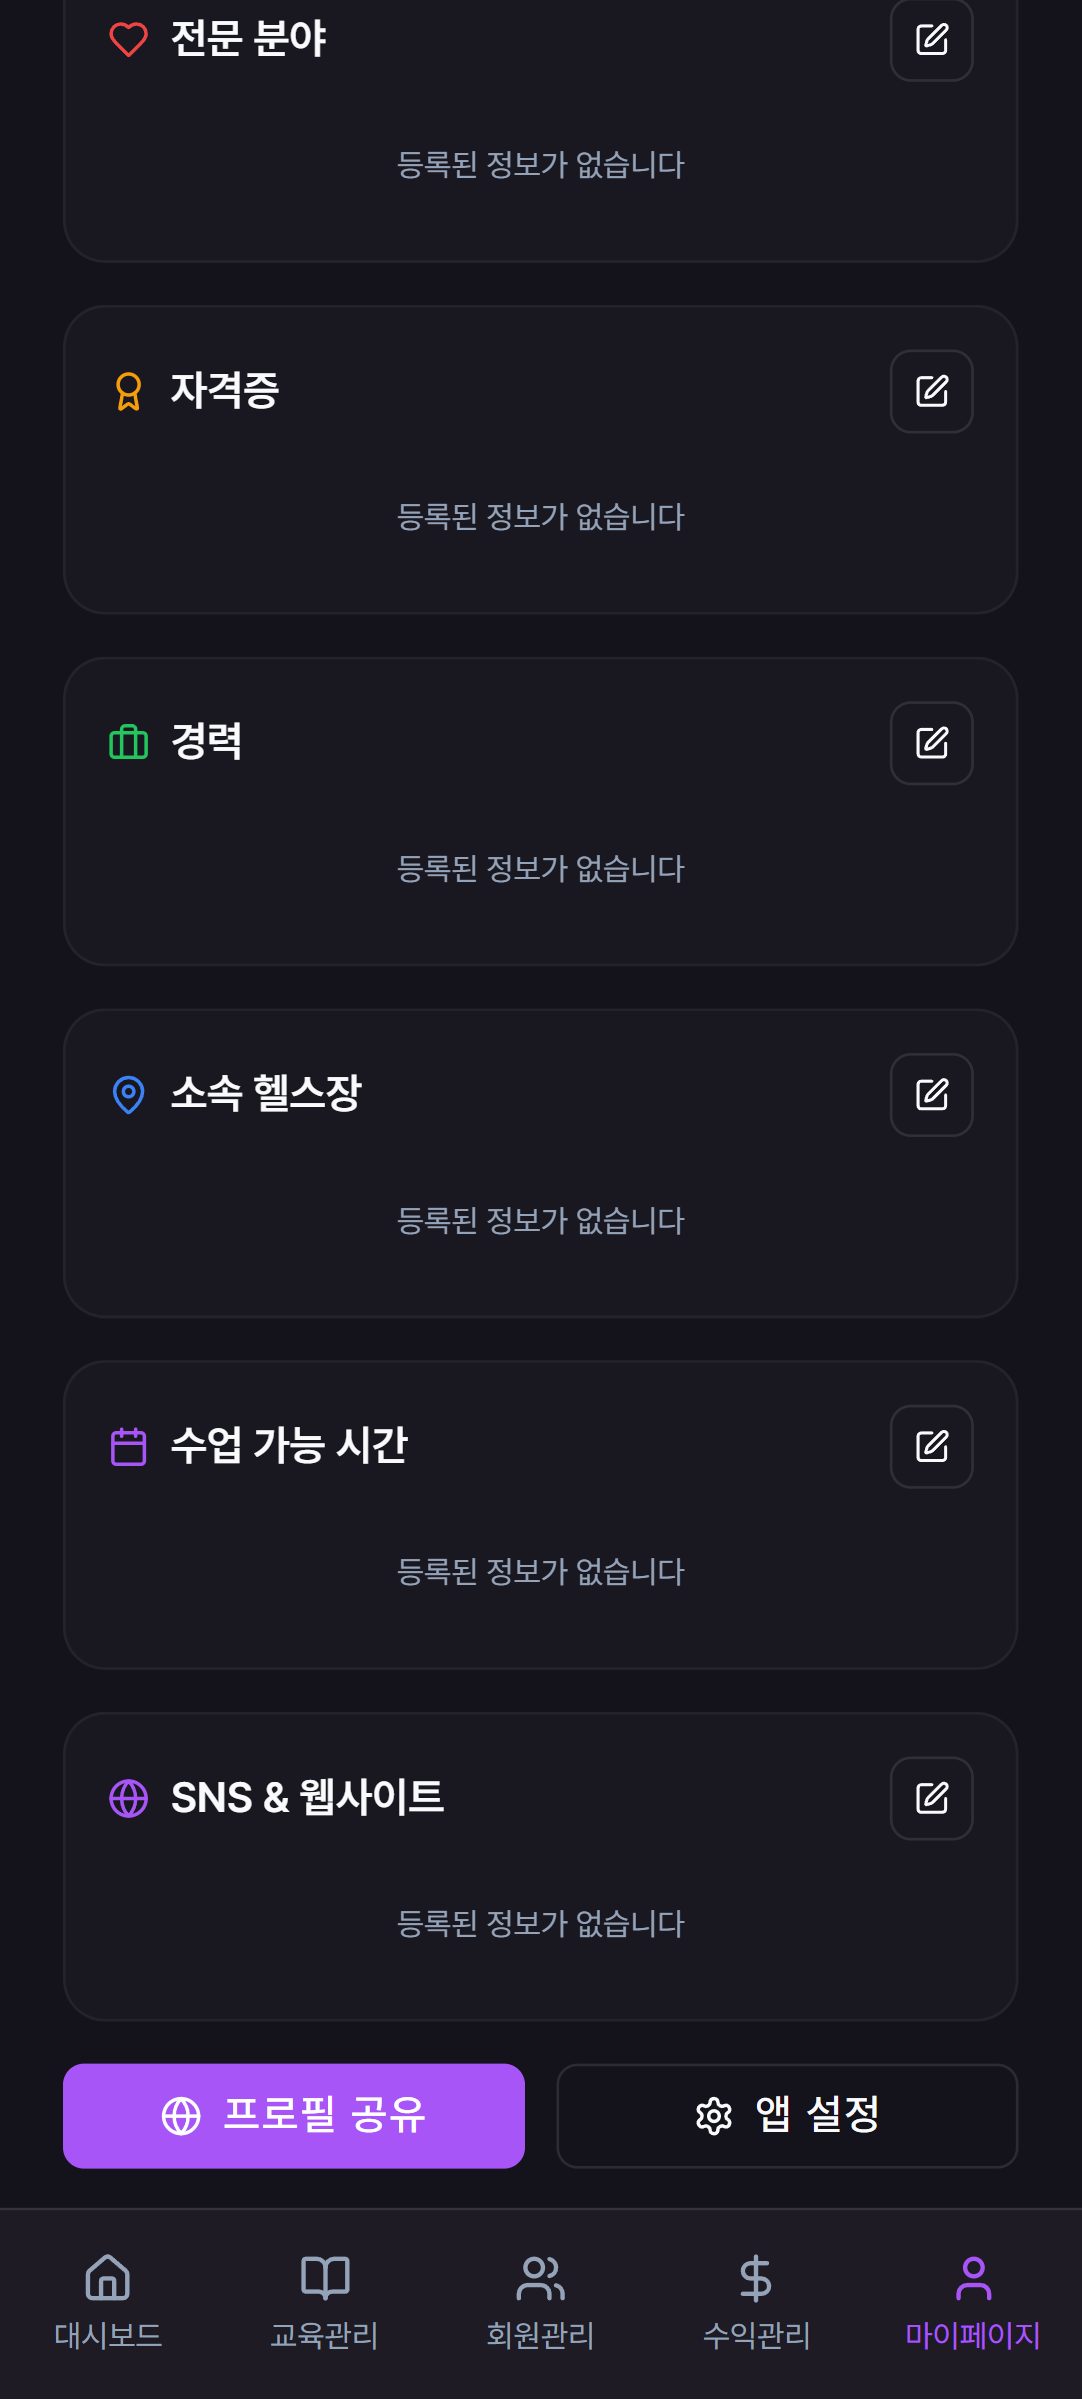 전문 분야
등록된 정보가 없습니다
자격증
등록된 정보가 없습니다
경력
등록된 정보가 없습니다
소속 헬스장
등록된 정보가 없습니다
수업 가능 시간
등록된 정보가 없습니다
SNS & 웹사이트
등록된 정보가 없습니다
프로필 공유
앱 설정
대시보드
교육관리
회원관리
수익관리
마이페이지